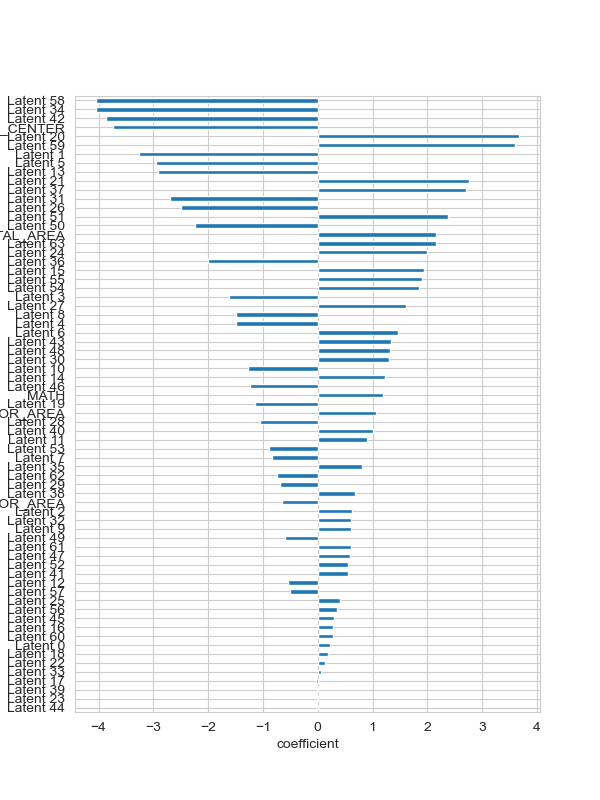 Latent 58
Latent 34
Latent 42
_CENTER
Latent 20
Latent 59
Latent 1
Latent 5
Latent 13
Latent 21
Latent 37
Latent 31
Latent 26
Latent 51
Latent 50
TAL_AREA
Latent 63
Latent 24
Latent 36
Latent 15
Latent 55
Latent 54
Latent 3
Latent 27
Latent 8
Latent 4
Latent 6
Latent 43
Latent 48
Latent 30
Latent 10
Latent 14
Latent 46
MATH
Latent 19
OR_AREA
Latent 28
Latent 40
Latent 11
Latent 53
Latent 7
Latent 35
Latent 62
Latent 29
Latent 38
OR_AREA
Latent 2
Latent 32
Latent 9
Latent 49
Latent 61
Latent 47
Latent 52
Latent 41
Latent 12
Latent 57
Latent 25
Latent 56
Latent 45
Latent 16
Latent 60
Latent 0
Latent 18
Latent 22
Latent 33
Latent 17
Latent 39
Latent 23
Latent 44
−4 −3 −2 −1 0 1 2 3 4
coefficient